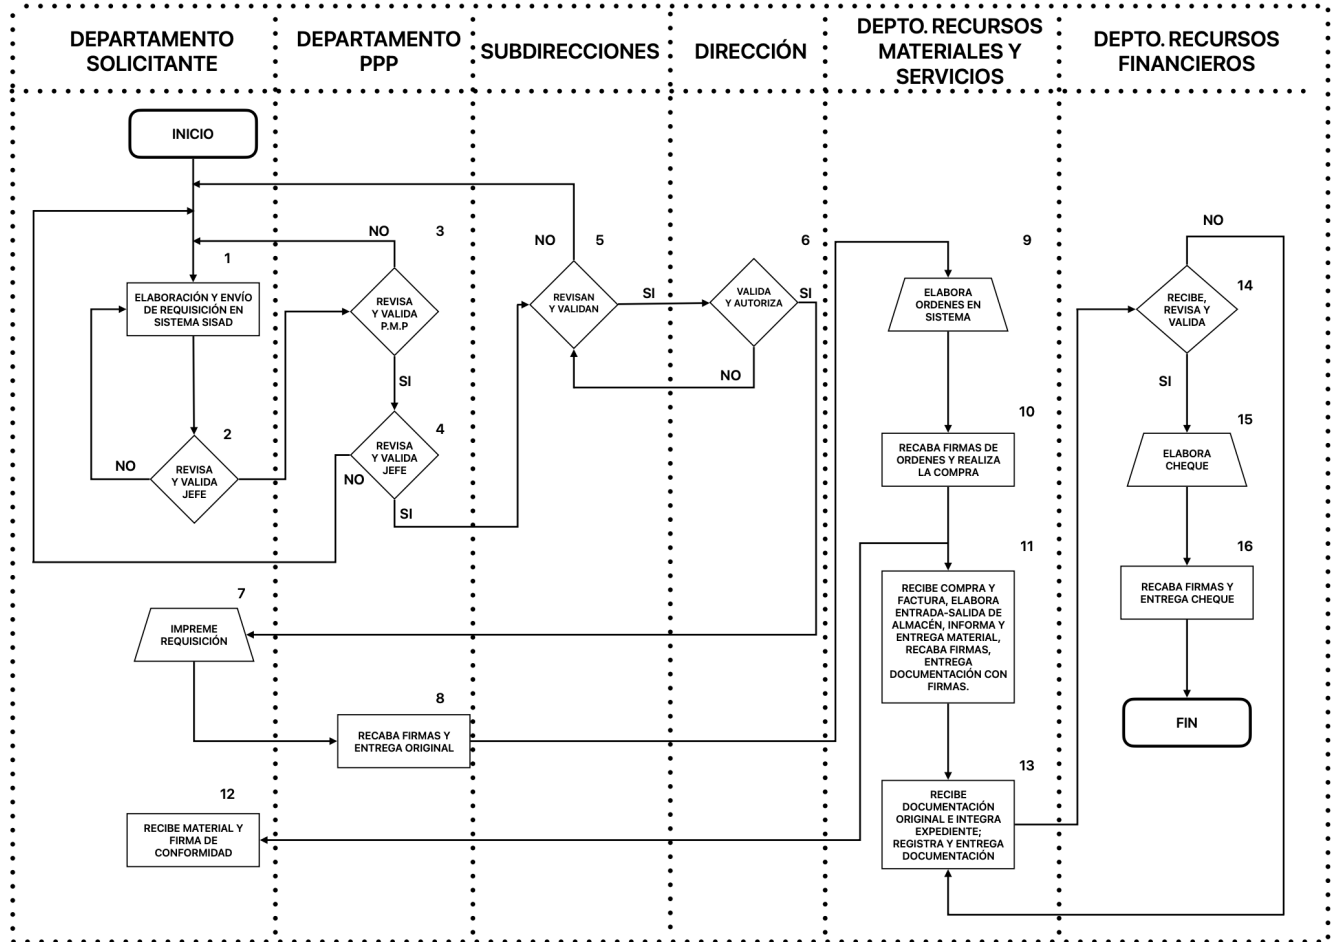 DEPARTAMENTO
SOLICITANTE
DEPARTAMENTO
PPP
SUBDIRECCIONES
DIRECCIÓN
DEPTO. RECURSOS
MATERIALES Y
SERVICIOS
DEPTO. RECURSOS
FINANCIEROS
INICIO
1
ELABORACIÓN Y ENVÍO
DE REQUISICIÓN EN
SISTEMA SISAD
2
NO
REVISA
Y VALIDA
JEFE
NO
3
REVISA
Y VALIDA
P.M.P
SI
4
REVISA
Y VALIDA
JEFE
NO
SI
NO
5
REVISAN
Y VALIDAN
SI
6
VALIDA
Y AUTORIZA
SI
NO
7
IMPREME
REQUISICIÓN
8
RECABA FIRMAS Y
ENTREGA ORIGINAL
9
ELABORA
ORDENES EN
SISTEMA
10
RECABA FIRMAS DE
ORDENES Y REALIZA
LA COMPRA
11
RECIBE COMPRA Y
FACTURA, ELABORA
ENTRADA-SALIDA DE
ALMACÉN, INFORMA Y
ENTREGA MATERIAL,
RECABA FIRMAS,
ENTREGA
DOCUMENTACIÓN CON
FIRMAS.
12
RECIBE MATERIAL Y
FIRMA DE
CONFORMIDAD
13
RECIBE
DOCUMENTACIÓN
ORIGINAL E INTEGRA
EXPEDIENTE;
REGISTRA Y ENTREGA
DOCUMENTACIÓN
NO
14
RECIBE,
REVISA Y
VALIDA
SI
15
ELABORA
CHEQUE
16
RECABA FIRMAS Y
ENTREGA CHEQUE
FIN